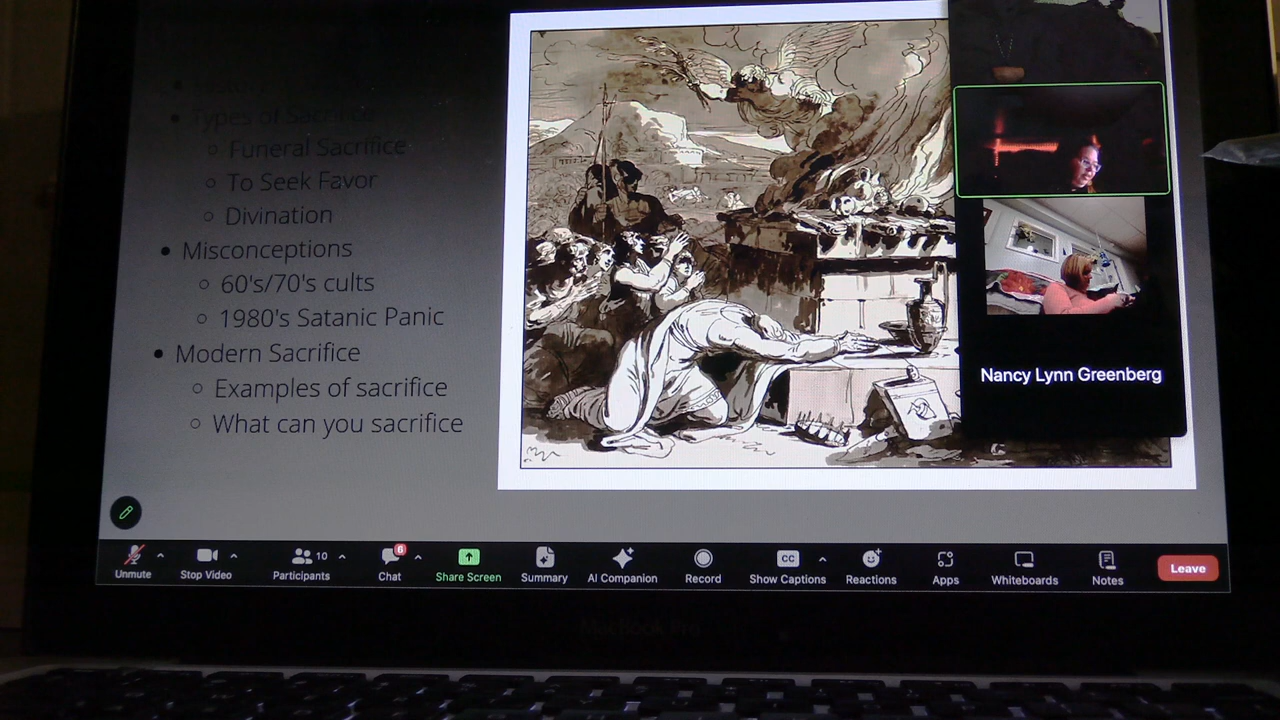 Types of Sacrifice
Funeral Sacrifice
To Seek Favor
Divination
Misconceptions
60's/70's cults
1980's Satanic Panic
Modern Sacrifice
Examples of sacrifice
What can you sacrifice
Nancy Lynn Greenberg
Unmute
Stop Video
Participants
10
Chat
6
Share Screen
Summary
AI Companion
Record
CC
Show Captions
Reactions
Apps
Whiteboards
Notes
Leave
MacBook Pro